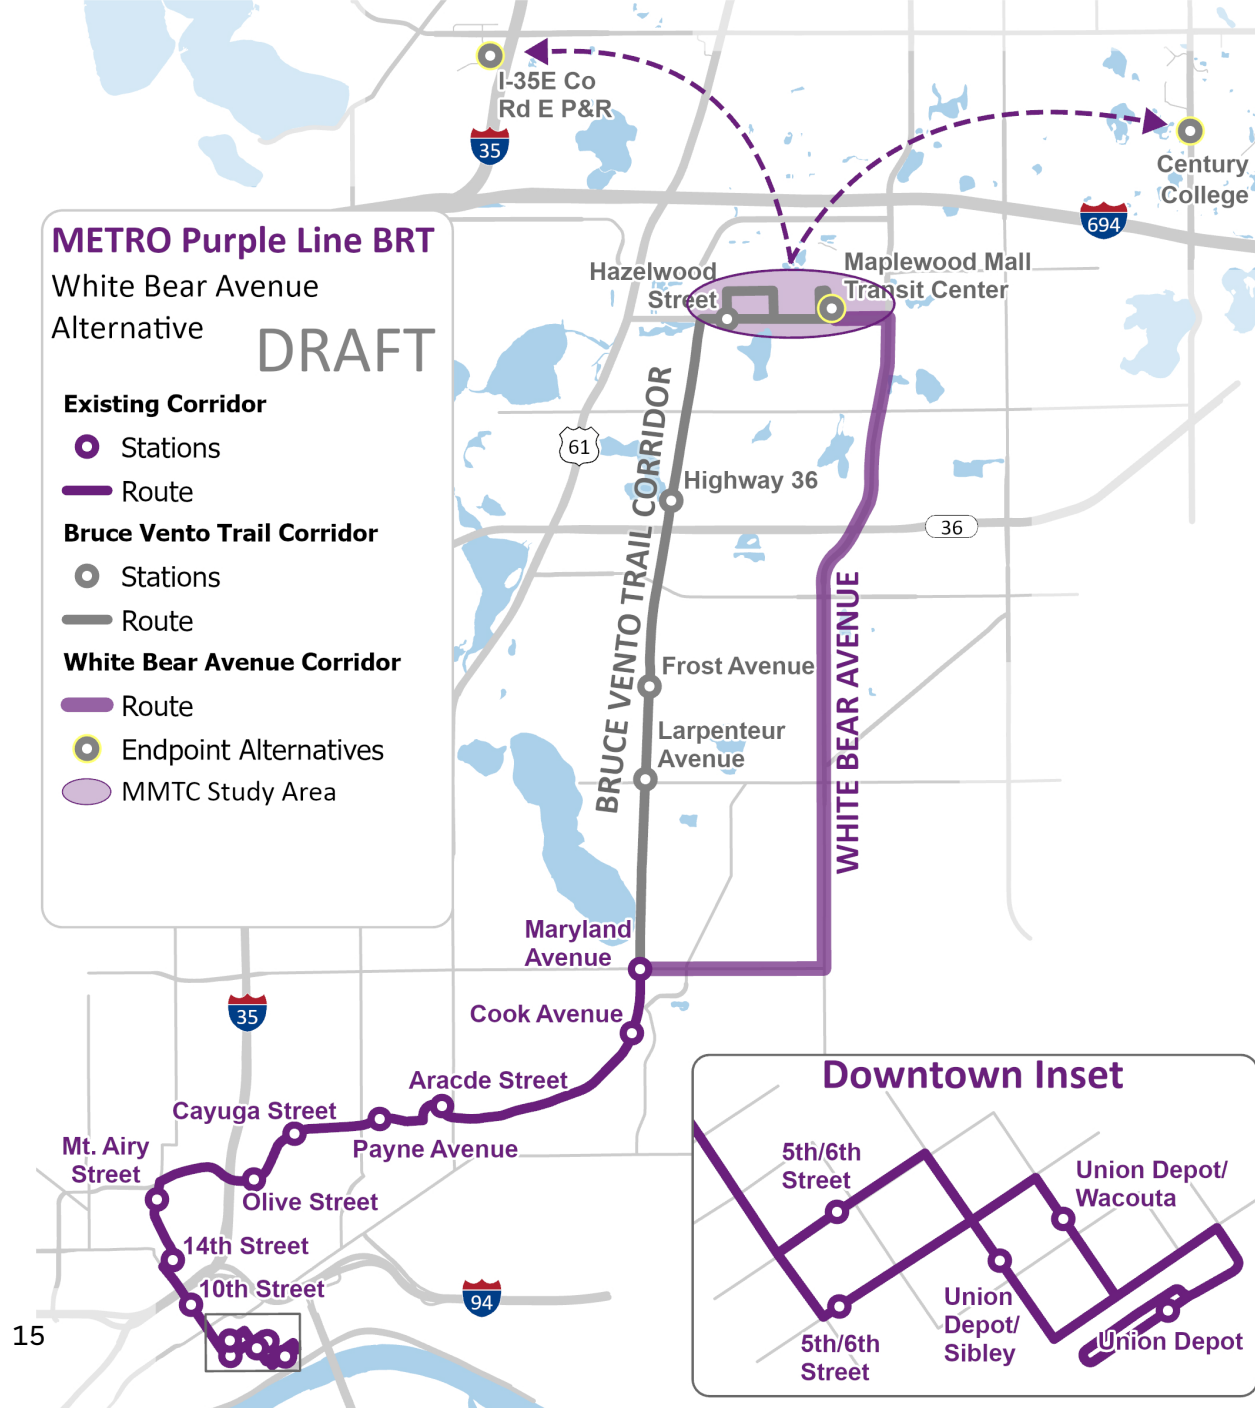 I-35E Co
Rd E P&R
35
Century
College
694
METRO Purple Line BRT
White Bear Avenue
Alternative
DRAFT
Existing Corridor
Stations
Route
Bruce Vento Trail Corridor
Stations
Route
White Bear Avenue Corridor
Route
Endpoint Alternatives
MMTC Study Area
Hazelwood
Street
Maplewood Mall
Transit Center
61
BRUCE VENTO TRAIL CORRIDOR
Highway 36
36
Frost Avenue
Larpenteur
Avenue
WHITE BEAR AVENUE
Maryland
Avenue
Cook Avenue
35
Aracde Street
Cayuga Street
Payne Avenue
Mt. Airy
Street
Olive Street
14th Street
10th Street
94
15
Downtown Inset
5th/6th
Street
Union Depot/
Wacouta
Union
Depot/
Sibley
5th/6th
Street
Union Depot